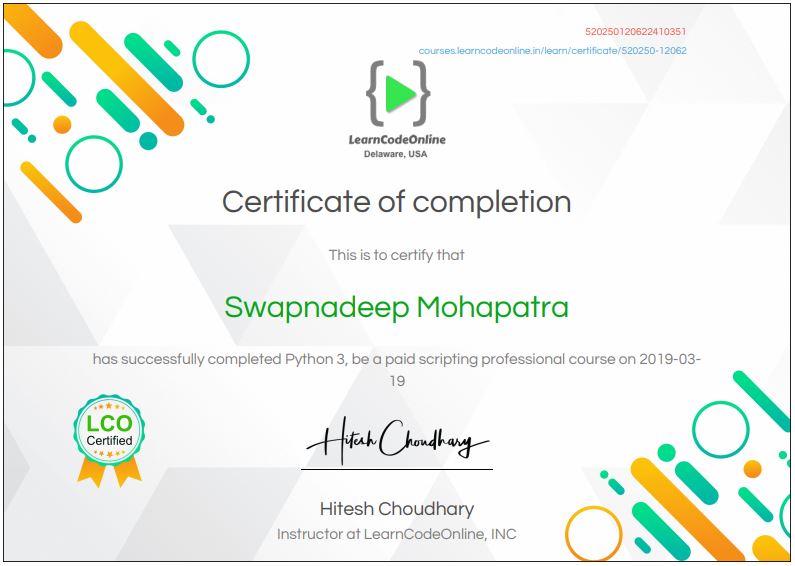 520250120622410351
courses.learncodeonline.in/learn/certificate/520250-12062
LearnCodeOnline
Delaware, USA
Certificate of completion
This is to certify that
Swapnadeep Mohapatra
has successfully completed Python 3, be a paid scripting professional course on 2019-03-
19
LCO
Certified
Hitesh Choudhary
Hitesh Choudhary
Instructor at LearnCodeOnline, INC